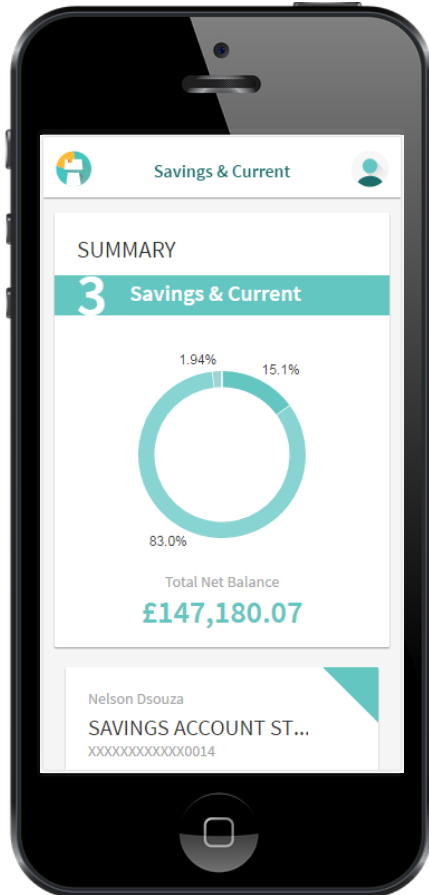 Savings & Current
SUMMARY
3 Savings & Current
1.94%
15.1%
83.0%
Total Net Balance
£147,180.07
Nelson Dsouza
SAVINGS ACCOUNT ST...
XXXXXXXXXXXX0014